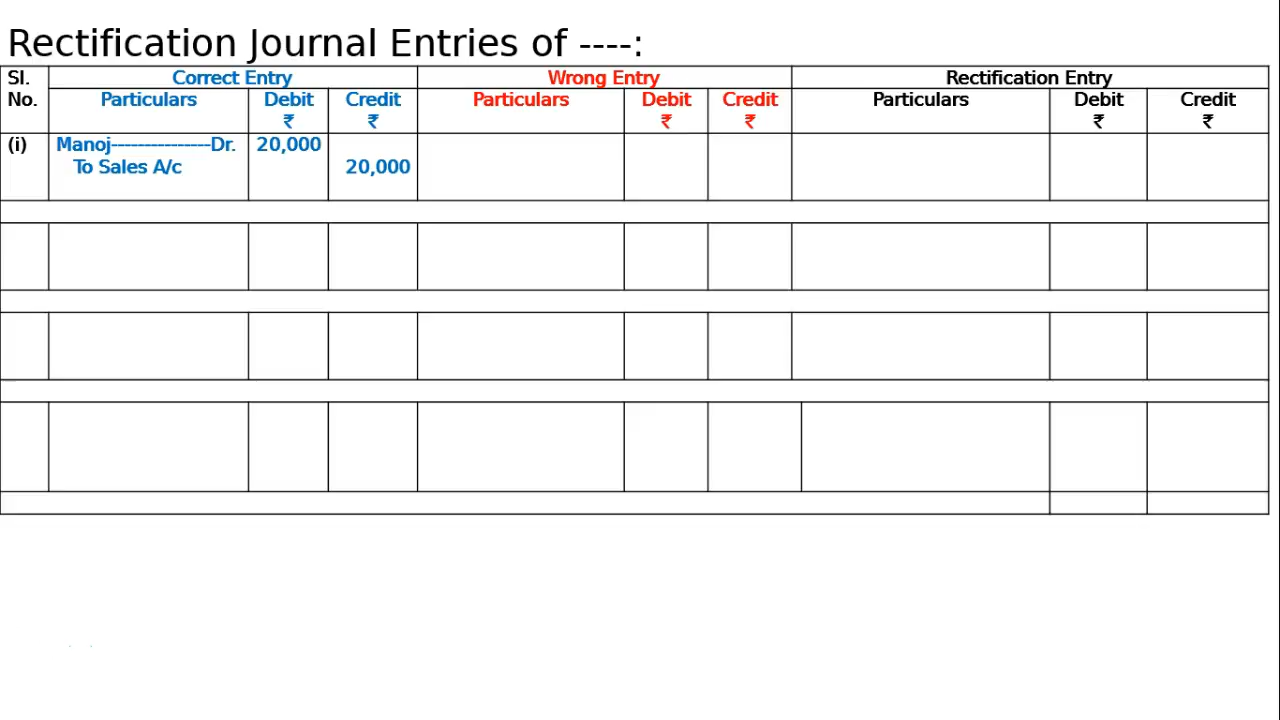 Rectification Journal Entries of ----:
Sl. No. Correct Entry Wrong Entry Rectification Entry
Particulars Debit ₹ Credit ₹ Particulars Debit ₹ Credit ₹ Particulars Debit ₹ Credit ₹
(i) Manoj---------------Dr. 20,000
To Sales A/c 20,000